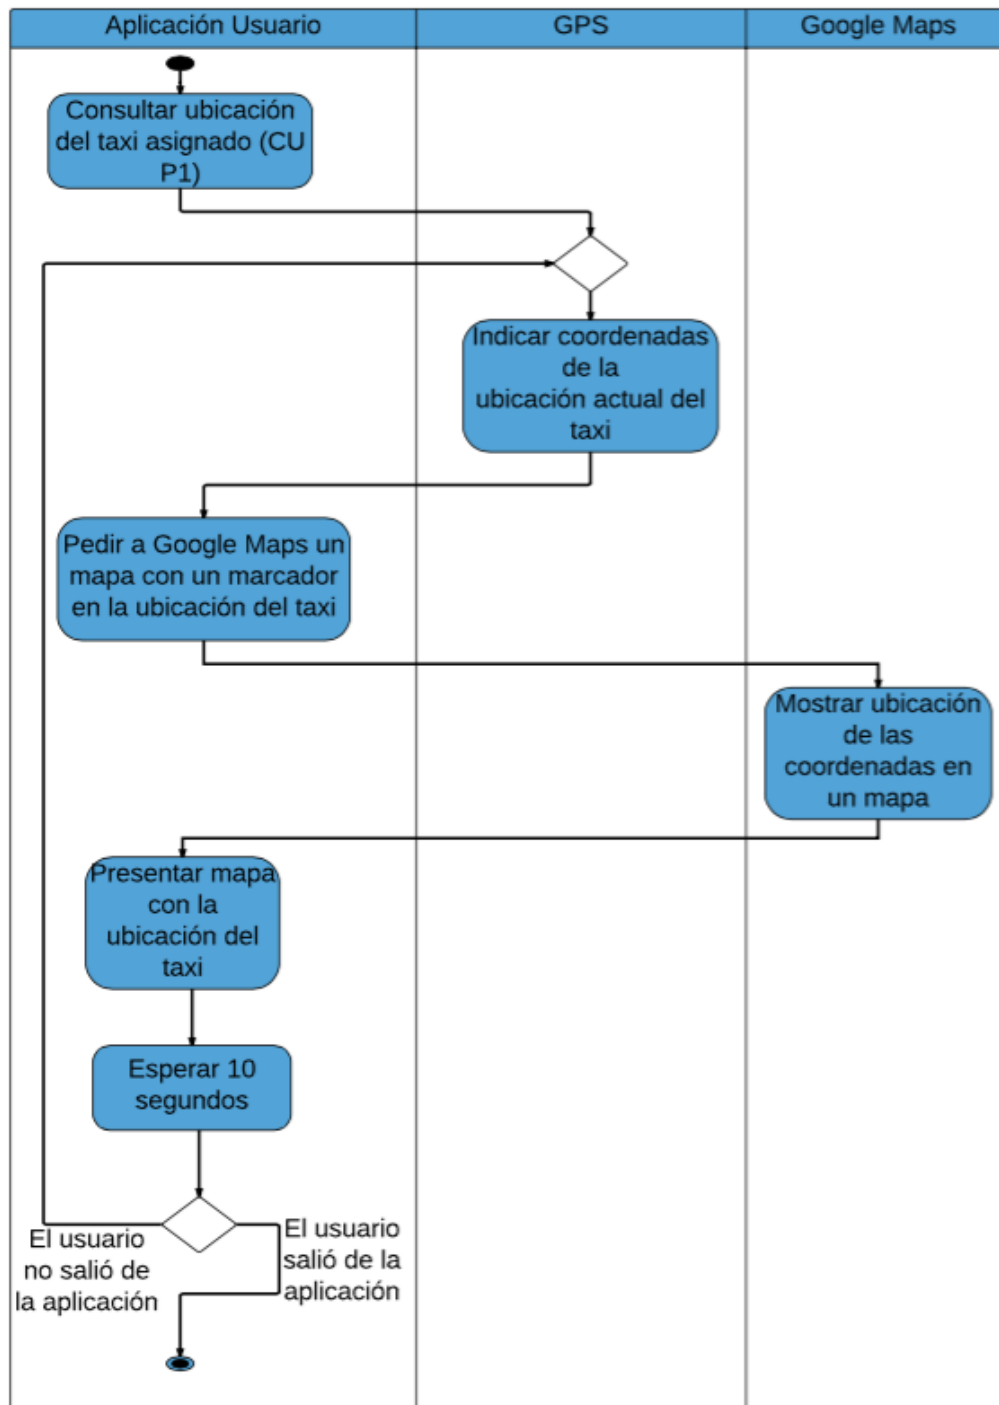 Aplicación Usuario
GPS
Google Maps
Consultar ubicación
del taxi asignado (CU
P1)
Indicar coordenadas
de la
ubicación actual del
taxi
Pedir a Google Maps un
mapa con un marcador
en la ubicación del taxi
Mostrar ubicación
de las
coordenadas en
un mapa
Presentar mapa
con la
ubicación del
taxi
Esperar 10
segundos
El usuario
no salió de
la aplicación
El usuario
salió de la
aplicación